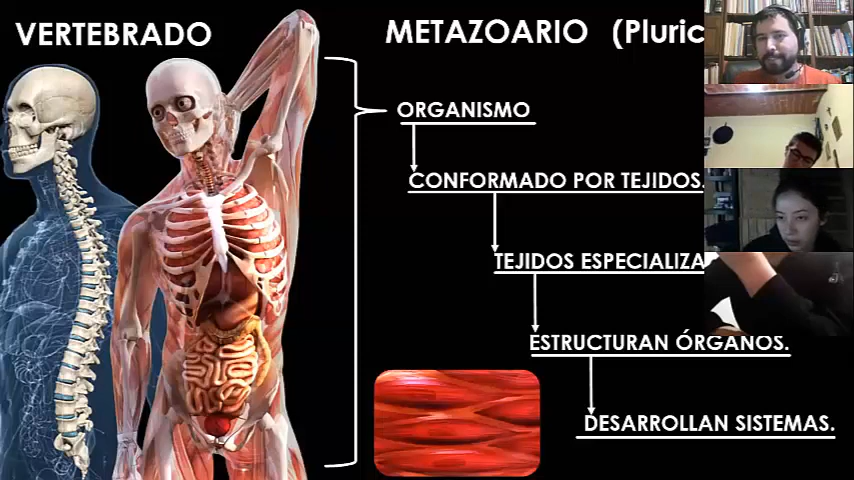 VERTEBRADO
METAZOARIO (Pluric
ORGANISMO
CONFORMADO POR TEJIDOS.
TEJIDOS ESPECIALIZA
ESTRUCTURAN ÓRGANOS.
DESARROLLAN SISTEMAS.